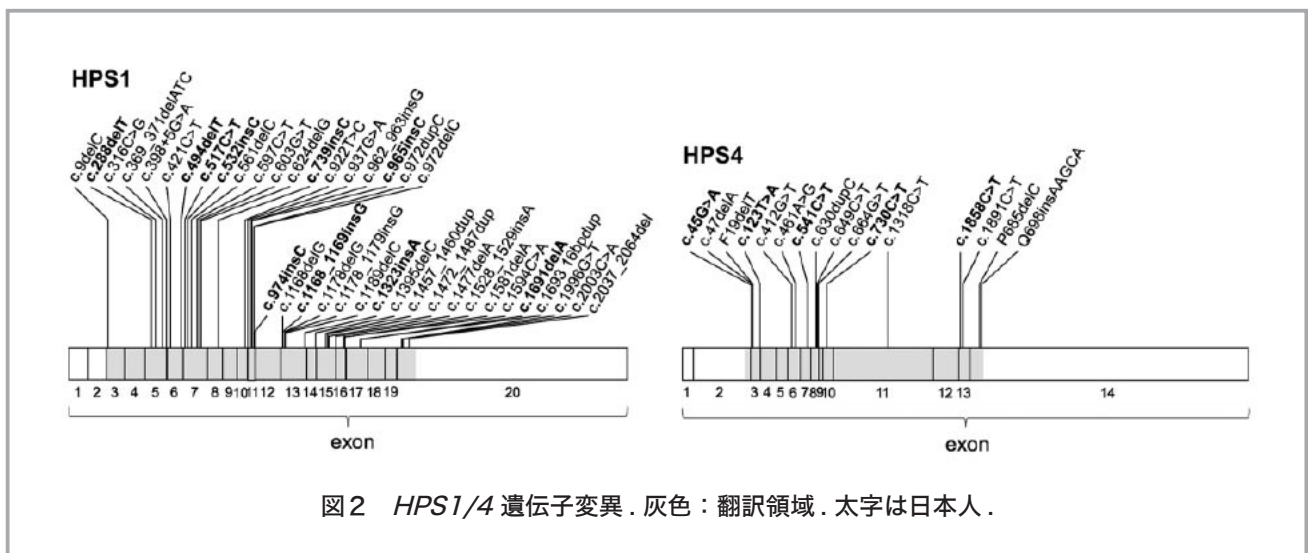 HPS1
c.9delC
c.288delT
c.316C>G
c.369_371delATC
c.398+5G>A
c.421C>T
c.494delT
c.517C>T
c.532insC
c.561delC
c.597C>T
c.603G>T
c.624delG
c.739insC
c.922T>C
c.937G>A
c.962_963insG
c.965insC
c.972dupC
c.972delC
c.974insC
c.1168delG
c.1168_1169insG
c.1178delG
c.1178_1179insG
c.1189delC
c.1323insA
c.1395delC
c.1457_1460dup
c.1472_1487dup
c.1477delA
c.1528_1529insA
c.1581delA
c.1594C>A
c.1691delA
c.1693_16bpdup
c.1996G>T
c.2003C>A
c.2037_2064del
1 2 3 4 5 6 7 8 9 10 11 12 13 14 15 16 17 18 19 20
exon
HPS4
c.45G>A
c.47delA
F19delT
c.123T>A
c.412G>T
c.461A>G
c.541C>T
c.630dupC
c.649C>T
c.664G>T
c.730C>T
c.1318C>T
c.1858C>T
c.1891C>T
P685delC
Q698insAAGCA
1 2 3 4 5 6 7 8 9 10 11 12 13 14
exon
図2 HPS1/4 遺伝子変異. 灰色：翻訳領域. 太字は日本人.